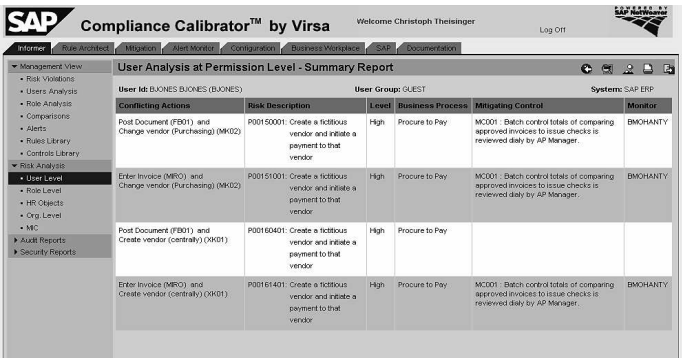 SAP Compliance Calibrator™ by Virsa
Welcome Christoph Theisinger
Log Off
POWERED BY
SAP NetWeaver
Informer Rule Architect Mitigation Alert Monitor Configuration Business Workplace SAP Documentation
Management View
• Risk Violations
• Users Analysis
• Role Analysis
• Comparisons
• Alerts
• Rules Library
• Controls Library
Risk Analysis
• User Level
• Role Level
• HR Objects
• Org. Level
• MIC
Audit Reports
Security Reports
User Analysis at Permission Level - Summary Report
User Id: BJONES BJONES (BJONES) User Group: GUEST System: SAP ERP
Conflicting Actions Risk Description Level Business Process Mitigating Control Monitor
Post Document (FB01) and
Change vendor (Purchasing) (MK02)
P00150001: Create a fictitious
vendor and initiate a
payment to that
vendor
High
Procure to Pay
MC001 : Batch control totals of comparing
approved invoices to issue checks is
reviewed dialy by AP Manager.
BMOHANTY
Enter Invoice (MIRO) and
Change vendor (Purchasing) (MK02)
P00151001: Create a fictitious
vendor and initiate a
payment to that
vendor
High
Procure to Pay
MC001 : Batch control totals of comparing
approved invoices to issue checks is
reviewed dialy by AP Manager.
BMOHANTY
Post Document (FB01) and
Create vendor (centrally) (XK01)
P00160401: Create a fictitious
vendor and initiate a
payment to that
vendor
High
Procure to Pay
Enter Invoice (MIRO) and
Create vendor (centrally) (XK01)
P00161401: Create a fictitious
vendor and initiate a
payment to that
vendor
High
Procure to Pay
MC001 : Batch control totals of comparing
approved invoices to issue checks is
reviewed dialy by AP Manager.
BMOHANTY